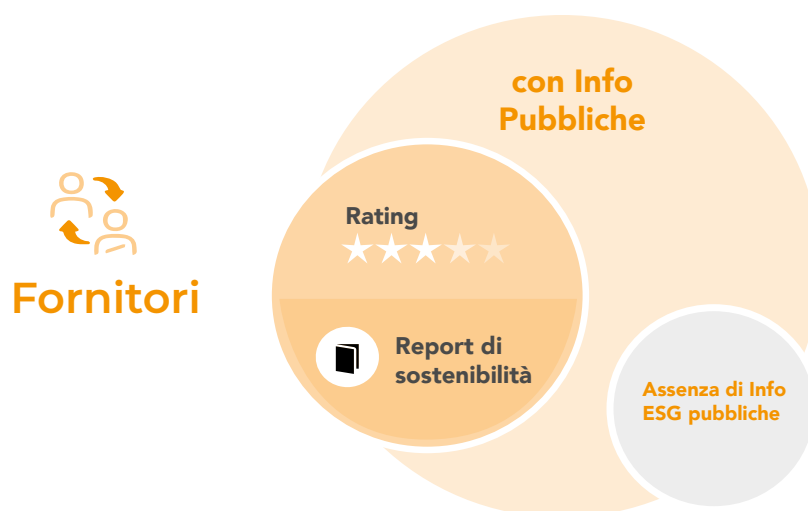 con Info
Pubbliche
Rating
Fornitori
Report di
sostenibilità
Assenza di Info
ESG pubbliche